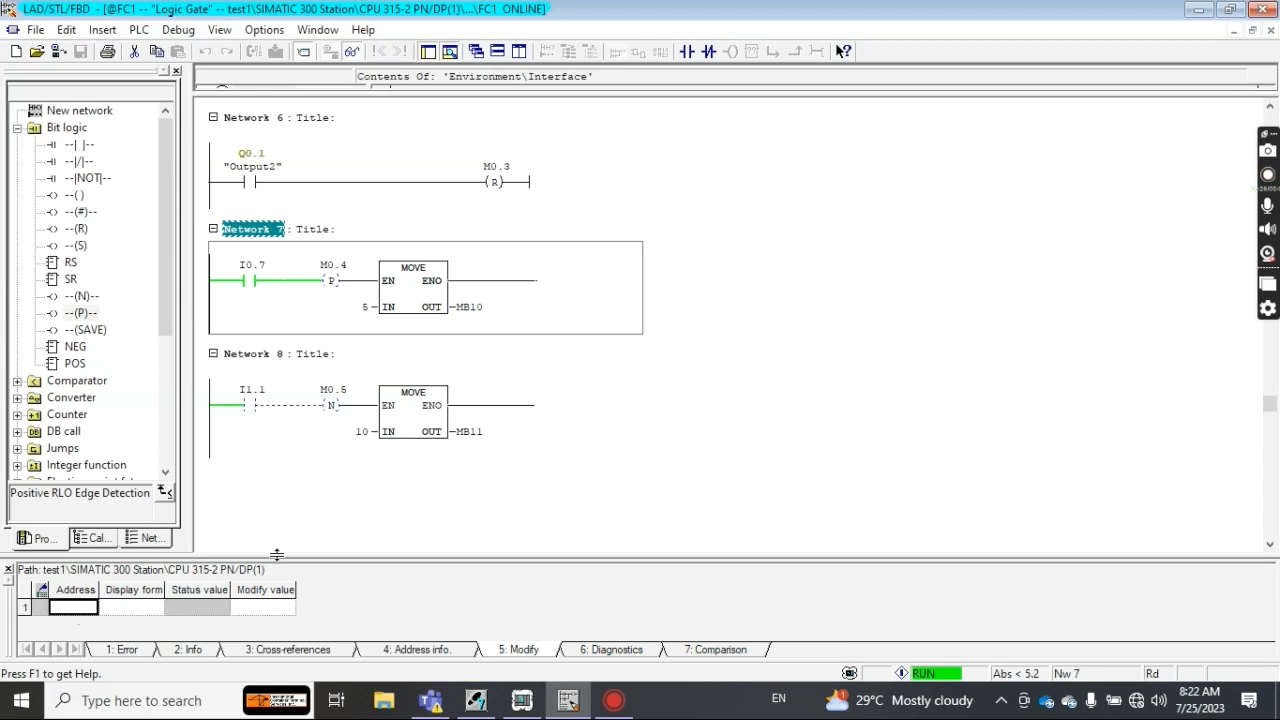 LAD/STL/FBD - [@FC1 -- "Logic Gate" -- test1\SIMATIC 300 Station\CPU 315-2 PN/DP(1)\...\FC1 ONLINE]
File Edit Insert PLC Debug View Options Window Help
Contents Of: 'Environment\Interface'
New network
Bit logic
--| |--
--|/|--
--|NOT|--
--( )
--(#)--
--(R)
--(S)
RS
SR
--(N)--
--(P)--
--(SAVE)
NEG
POS
Comparator
Converter
Counter
DB call
Jumps
Integer function
Positive RLO Edge Detection
Pro... Cal... Net...
Network 6 : Title:
Q0.1
"Output2" M0.3
(R)
Network 7 : Title:
I0.7 M0.4 MOVE
(P) EN ENO
5 IN OUT MB10
Network 8 : Title:
I1.1 M0.5 MOVE
(N) EN ENO
10 IN OUT MB11
Path: test1\SIMATIC 300 Station\CPU 315-2 PN/DP(1)
Address Display form Status value Modify value
1
1: Error 2: Info 3: Cross-references 4: Address info. 5: Modify 6: Diagnostics 7: Comparison
Press F1 to get Help. RUN Abs < 5.2 Nw 7 Rd
Type here to search EN 1 29°C Mostly cloudy 8:22 AM
7/25/2023